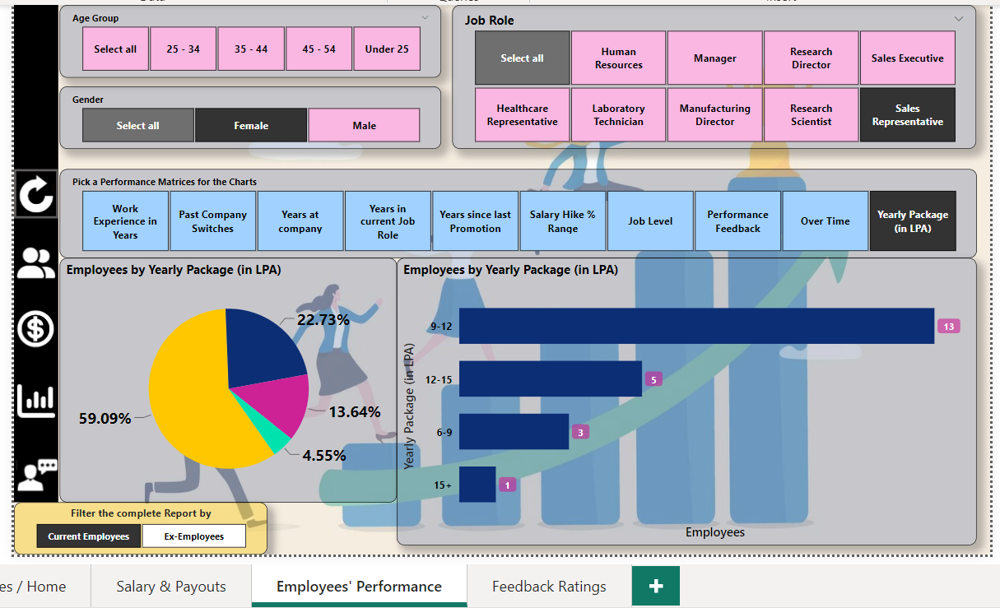 Age Group
Select all
25 - 34
35 - 44
45 - 54
Under 25
Job Role
Select all
Human
Resources
Manager
Research
Director
Sales Executive
Healthcare
Representative
Laboratory
Technician
Manufacturing
Director
Research
Scientist
Sales
Representative
Gender
Select all
Female
Male
Pick a Performance Matrices for the Charts
Work
Experience in
Years
Past Company
Switches
Years at
company
Years in
current Job
Role
Years since last
Promotion
Salary Hike %
Range
Job Level
Performance
Feedback
Over Time
Yearly Package
(in LPA)
Employees by Yearly Package (in LPA)
22.73%
13.64%
4.55%
59.09%
Employees by Yearly Package (in LPA)
Yearly Package (in LPA)
9-12
13
12-15
5
6-9
3
15+
1
Employees
Filter the complete Report by
Current Employees
Ex-Employees
es / Home
Salary & Payouts
Employees' Performance
Feedback Ratings
+